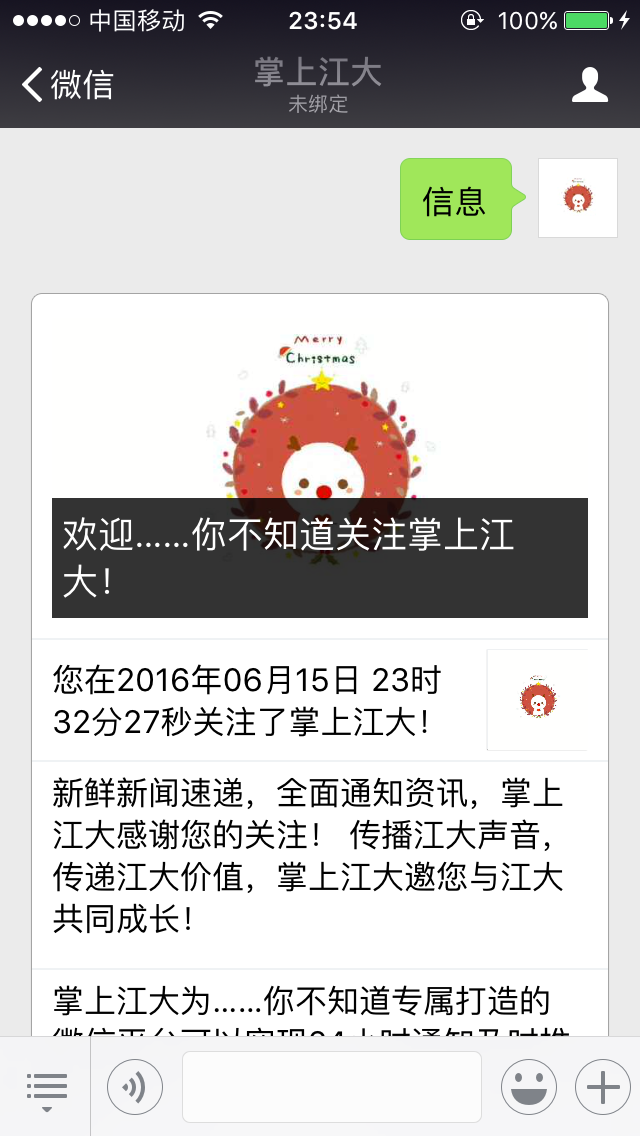 中国移动 23:54 100%
微信
掌上江大
未绑定
信息
Merry
Christmas
欢迎……你不知道关注掌上江
大！
您在2016年06月15日 23时
32分27秒关注了掌上江大！
新鲜新闻速递，全面通知资讯，掌上
江大感谢您的关注！ 传播江大声音，
传递江大价值，掌上江大邀您与江大
共同成长！
掌上江大为……你不知道专属打造的